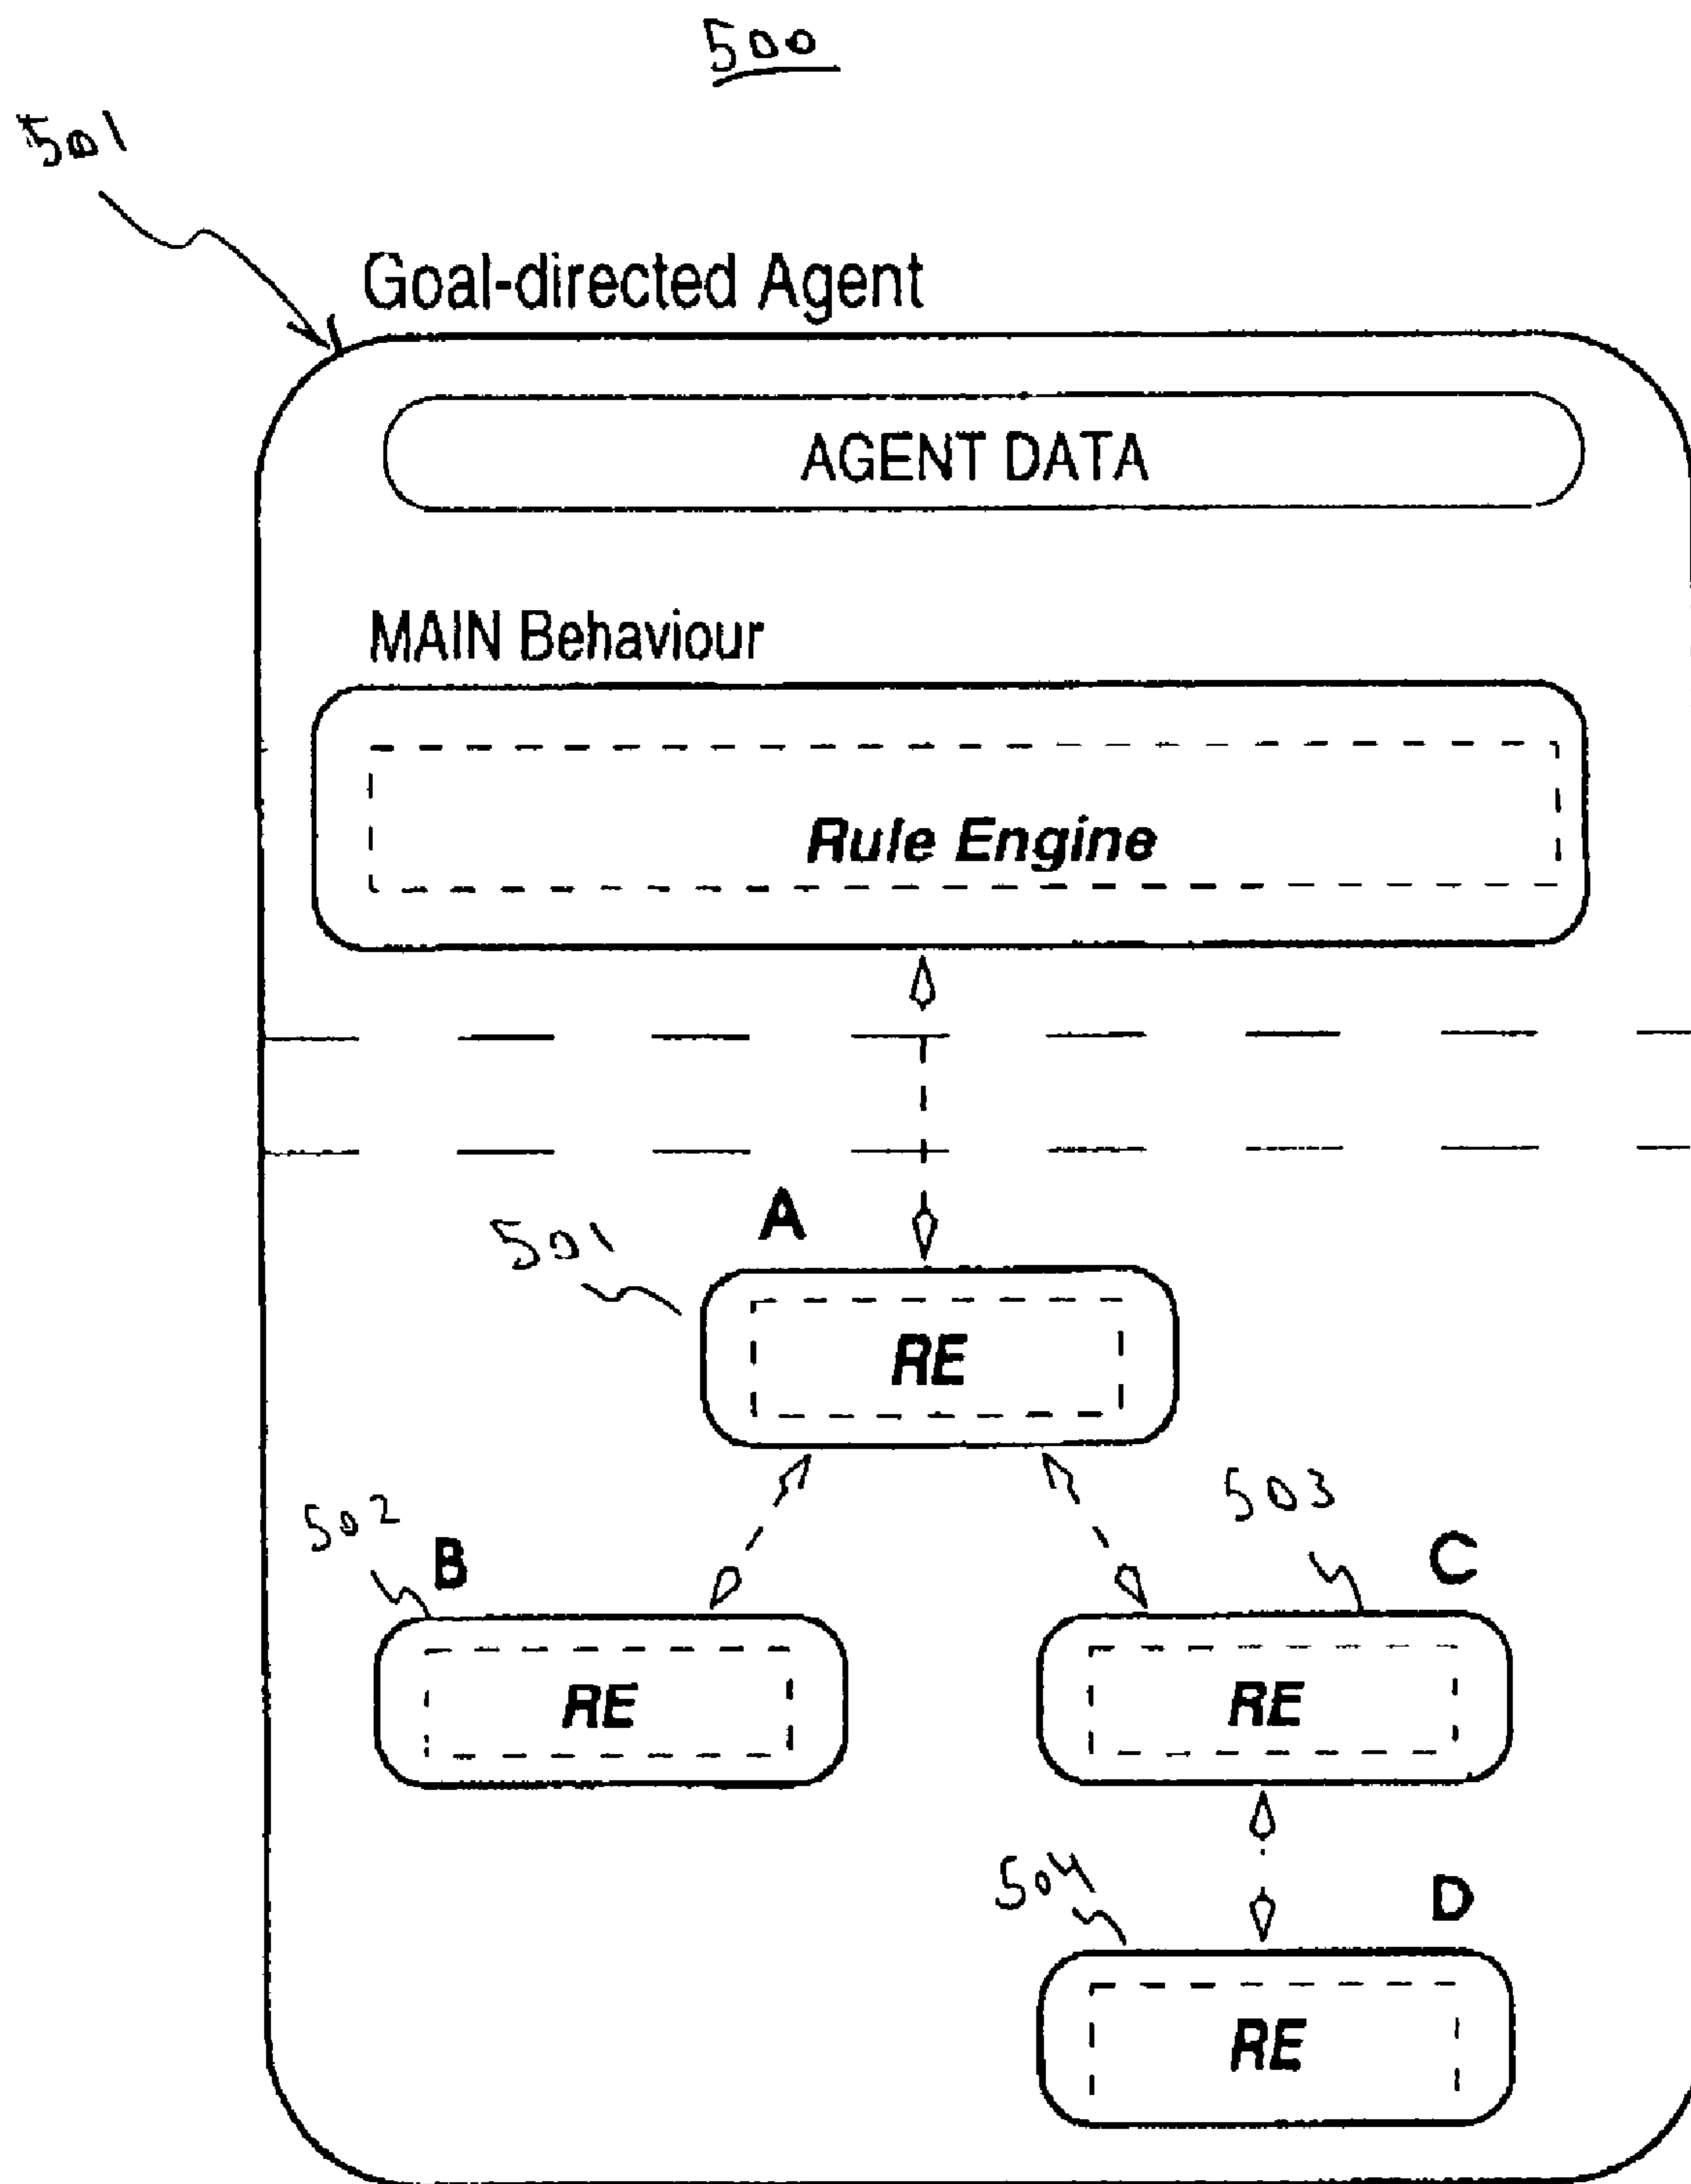 500
501
Goal-directed Agent
AGENT DATA
MAIN Behaviour
Rule Engine
A
501
RE
502
B
503
C
RE
RE
504
D
RE